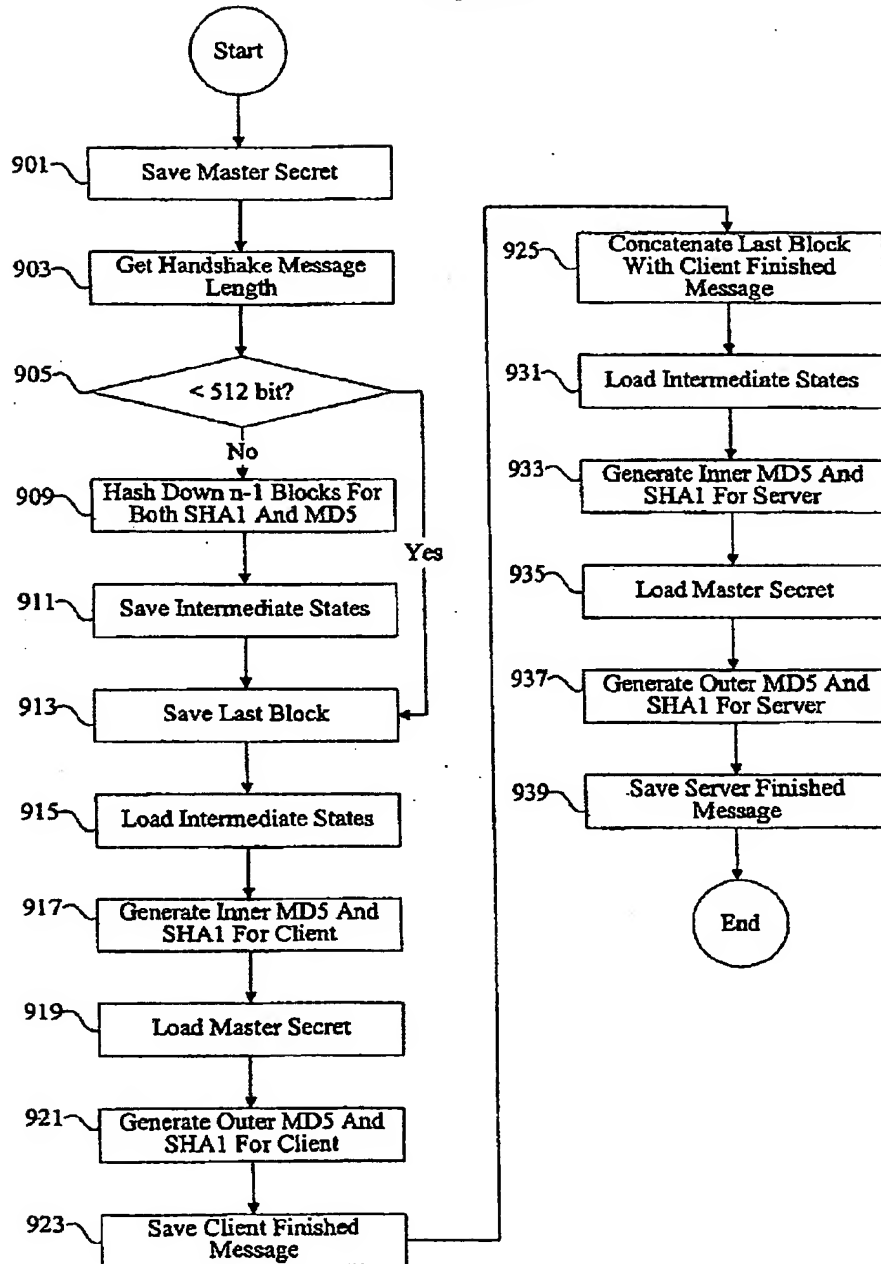 Start
901
Save Master Secret
903
Get Handshake Message
Length
905
< 512 bit?
No
Yes
909
Hash Down n-1 Blocks For
Both SHA1 And MD5
911
Save Intermediate States
913
Save Last Block
915
Load Intermediate States
917
Generate Inner MD5 And
SHA1 For Client
919
Load Master Secret
921
Generate Outer MD5 And
SHA1 For Client
923
Save Client Finished
Message
925
Concatenate Last Block
With Client Finished
Message
931
Load Intermediate States
933
Generate Inner MD5 And
SHA1 For Server
935
Load Master Secret
937
Generate Outer MD5 And
SHA1 For Server
939
Save Server Finished
Message
End